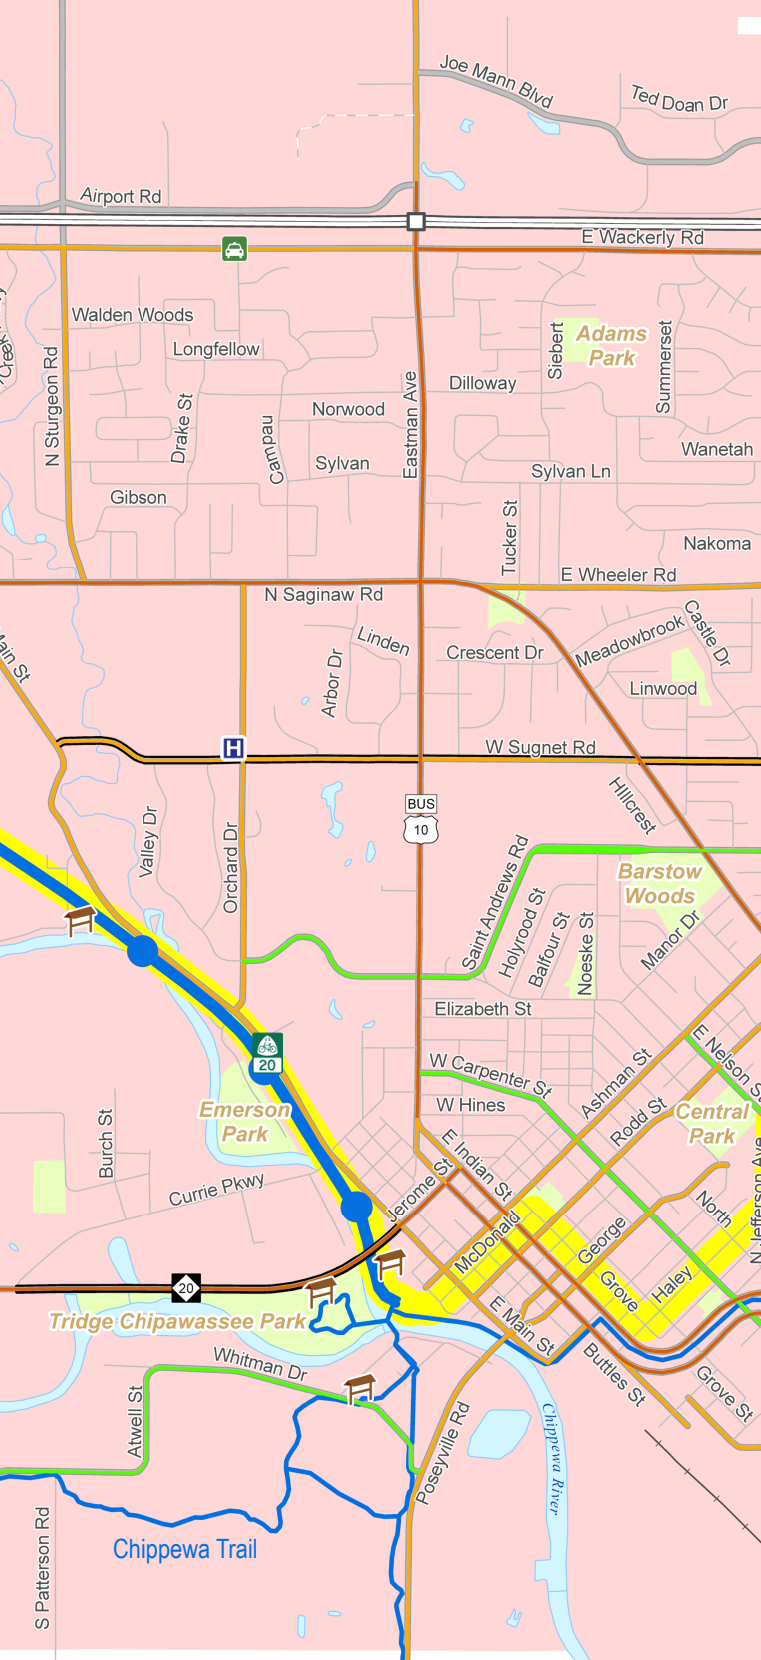 Joe Mann Blvd
Ted Doan Dr
Airport Rd
E Wackerly Rd
Walden Woods
Longfellow
Siebert
Adams
Park
Summerset
N Sturgeon Rd
Drake St
Campau
Norwood
Eastman Ave
Dilloway
Sylvan
Sylvan Ln
Wanetah
Gibson
Tucker St
Nakoma
E Wheeler Rd
N Saginaw Rd
Linden
Arbor Dr
Crescent Dr
Meadowbrook
Castle Dr
Linwood
H
W Sugnet Rd
BUS
10
Hillcrest
Valley Dr
Orchard Dr
Saint Andrews Rd
Holyrood St
Balfour St
Noeske St
Barstow
Woods
Manor Dr
Elizabeth St
20
W Carpenter St
W Hines
Ashman St
Rodd St
E Nelson St
Central
Park
Emerson
Park
Burch St
Currie Pkwy
E Indian St
Jerome St
McDonald
George
North
Grove
Haley
N Jefferson Ave
20
Tridge Chipawassee Park
E Main St
Buttles St
Grove St
Whitman Dr
Atwell St
Poseyville Rd
Chippewa River
S Patterson Rd
Chippewa Trail